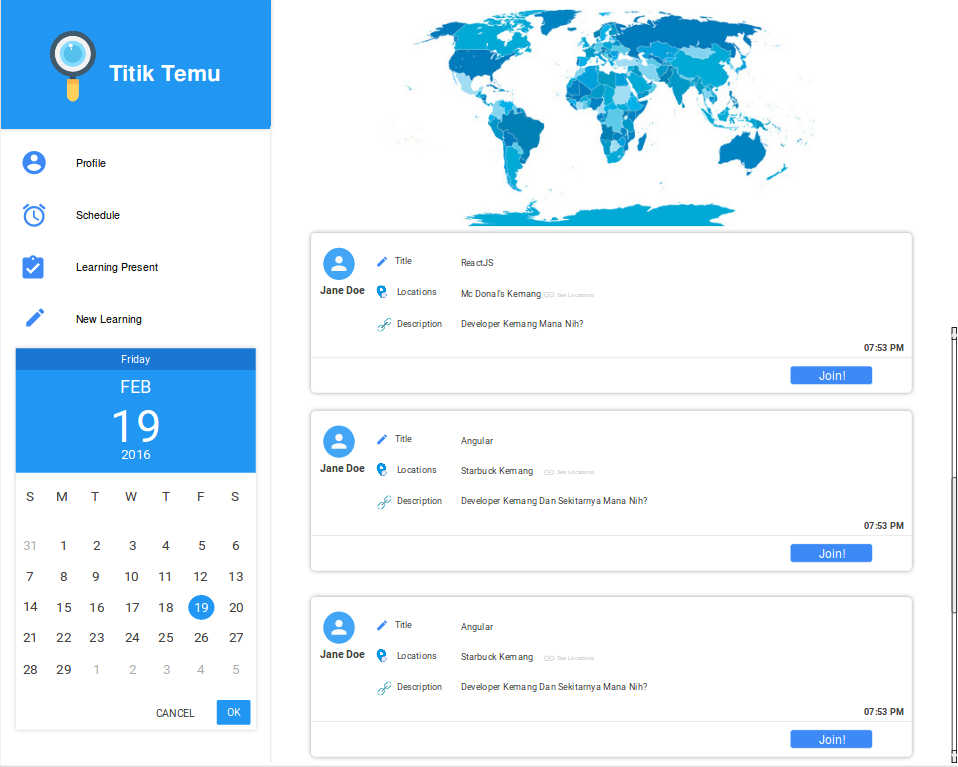 Titik Temu
Profile
Schedule
Learning Present
New Learning
Friday
FEB
19
2016
S M T W T F S
31 1 2 3 4 5 6
7 8 9 10 11 12 13
14 15 16 17 18 19 20
21 22 23 24 25 26 27
28 29 1 2 3 4 5
CANCEL OK
Jane Doe
Title ReactJS
Locations Mc Donal's Kemang See Locations
Description Developer Kemang Mana Nih?
07:53 PM
Join!
Jane Doe
Title Angular
Locations Starbuck Kemang See Locations
Description Developer Kemang Dan Sekitarnya Mana Nih?
07:53 PM
Join!
Jane Doe
Title Angular
Locations Starbuck Kemang See Locations
Description Developer Kemang Dan Sekitarnya Mana Nih?
07:53 PM
Join!